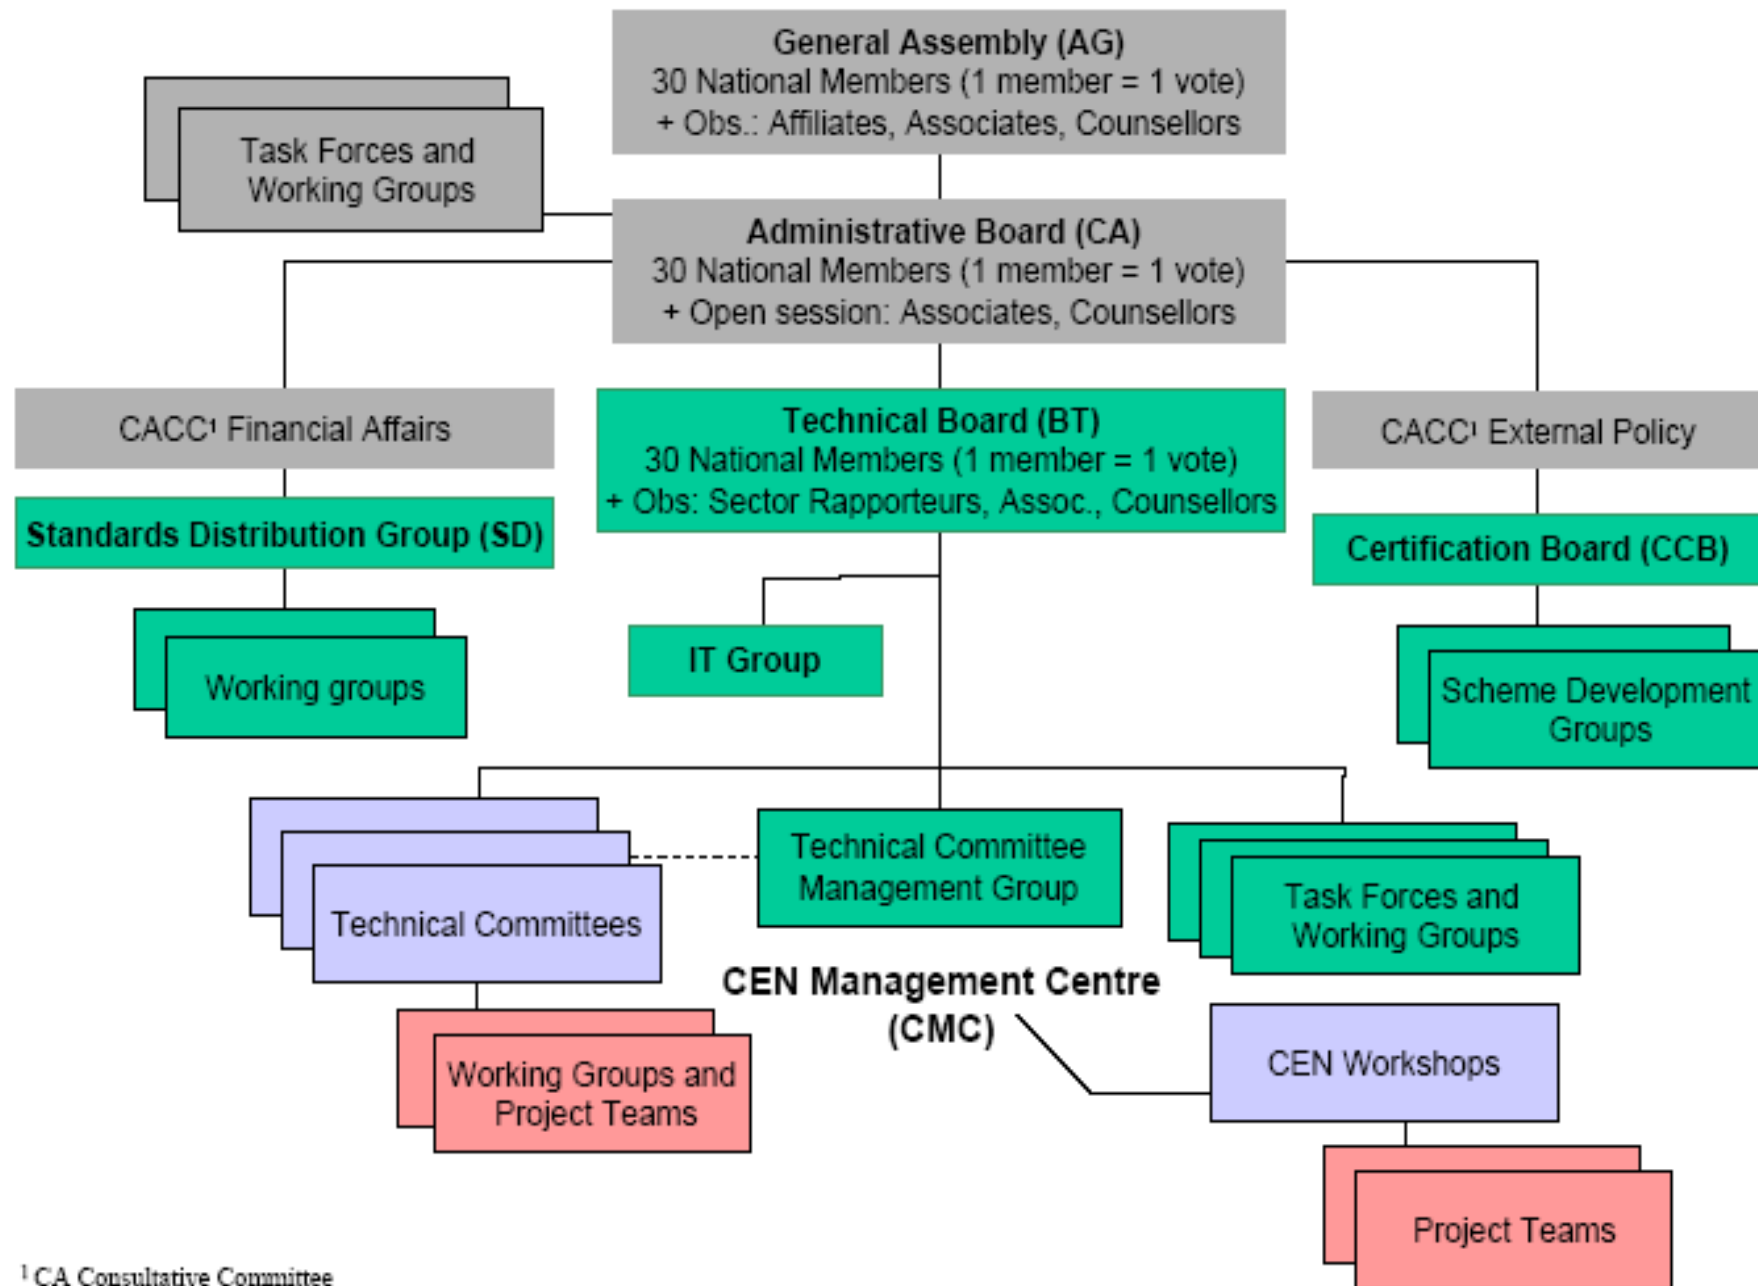 General Assembly (AG)
30 National Members (1 member = 1 vote)
+ Obs.: Affiliates, Associates, Counsellors
Task Forces and
Working Groups
Administrative Board (CA)
30 National Members (1 member = 1 vote)
+ Open session: Associates, Counsellors
CACC¹ Financial Affairs
Technical Board (BT)
30 National Members (1 member = 1 vote)
+ Obs: Sector Rapporteurs, Assoc., Counsellors
CACC¹ External Policy
Standards Distribution Group (SD)
Certification Board (CCB)
Working groups
IT Group
Scheme Development
Groups
Technical Committees
Technical Committee
Management Group
Task Forces and
Working Groups
CEN Management Centre
(CMC)
Working Groups and
Project Teams
CEN Workshops
Project Teams
¹ CA Consultative Committee